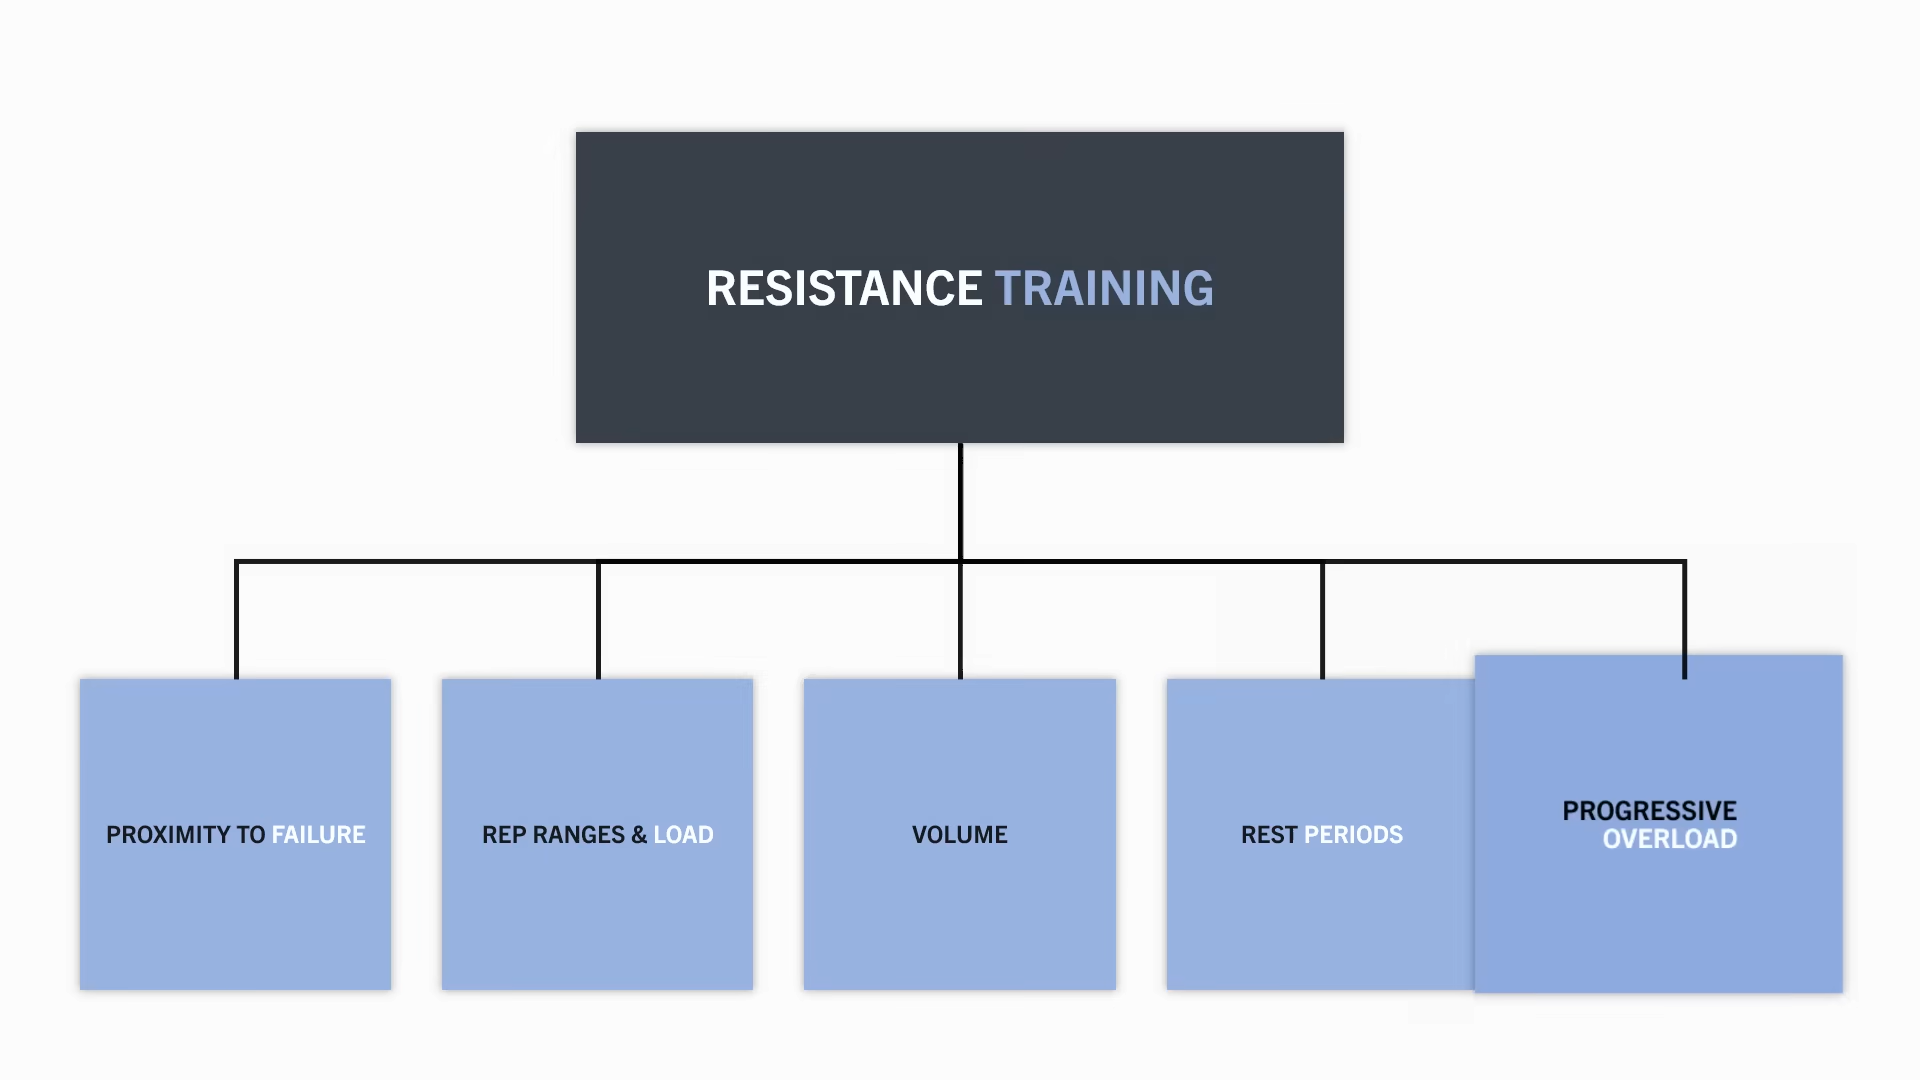 RESISTANCE TRAINING
PROXIMITY TO FAILURE
REP RANGES & LOAD
VOLUME
REST PERIODS
PROGRESSIVE
OVERLOAD